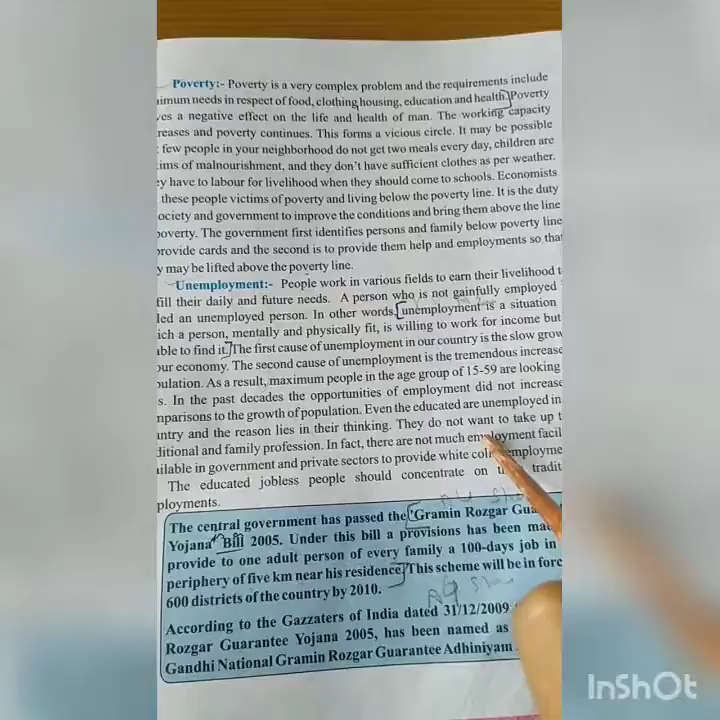 Poverty:- Poverty is a very complex problem and the requirements include
imum needs in respect of food, clothing housing, education and health. Poverty
ves a negative effect on the life and health of man. The working capacity
reases and poverty continues. This forms a vicious circle. It may be possible
few people in your neighborhood do not get two meals every day, children are
ims of malnourishment, and they don't have sufficient clothes as per weather.
ey have to labour for livelihood when they should come to schools. Economists
these people victims of poverty and living below the poverty line. It is the duty
ociety and government to improve the conditions and bring them above the line
poverty. The government first identifies persons and family below poverty line
provide cards and the second is to provide them help and employments so that
y may be lifted above the poverty line.
Unemployment:- People work in various fields to earn their livelihood t
fill their daily and future needs. A person who is not gainfully employed
led an unemployed person. In other words, unemployment is a situation
ich a person, mentally and physically fit, is willing to work for income but
able to find it. The first cause of unemployment in our country is the slow grow
our economy. The second cause of unemployment is the tremendous increase
pulation. As a result, maximum people in the age group of 15-59 are looking
s. In the past decades the opportunities of employment did not increase
mparisons to the growth of population. Even the educated are unemployed in
untry and the reason lies in their thinking. They do not want to take up t
ditional and family profession. In fact, there are not much employment facil
ailable in government and private sectors to provide white coll employme
The educated jobless people should concentrate on tradit
ployments.
The central government has passed the 'Gramin Rozgar Gua
Yojana Bill 2005. Under this bill a provisions has been ma
provide to one adult person of every family a 100-days job in
periphery of five km near his residence. This scheme will be in forc
600 districts of the country by 2010.
According to the Gazzaters of India dated 31/12/2009
Rozgar Guarantee Yojana 2005, has been named as
Gandhi National Gramin Rozgar Guarantee Adhiniyam
InShOt